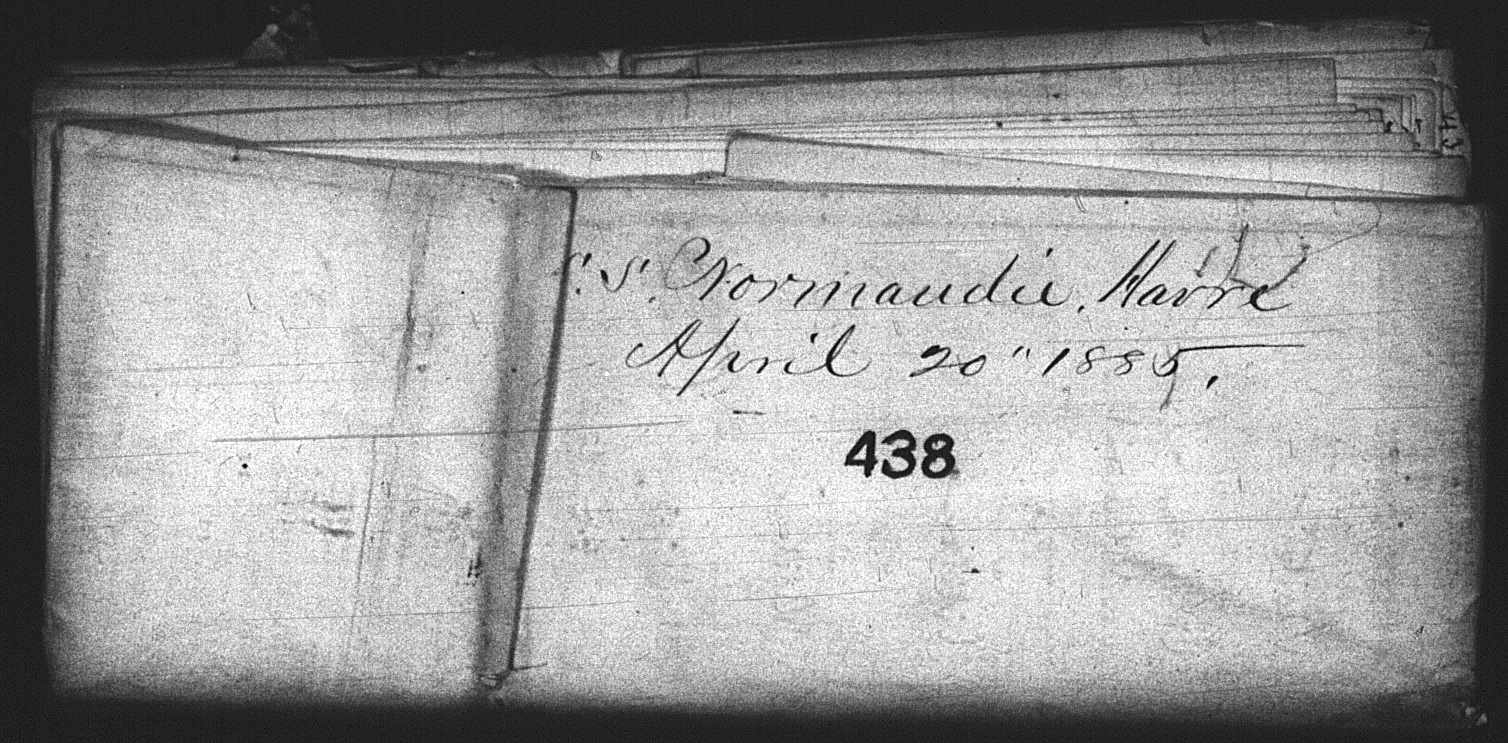 S.S. Normandie, Havre
April 20" 1885.
438